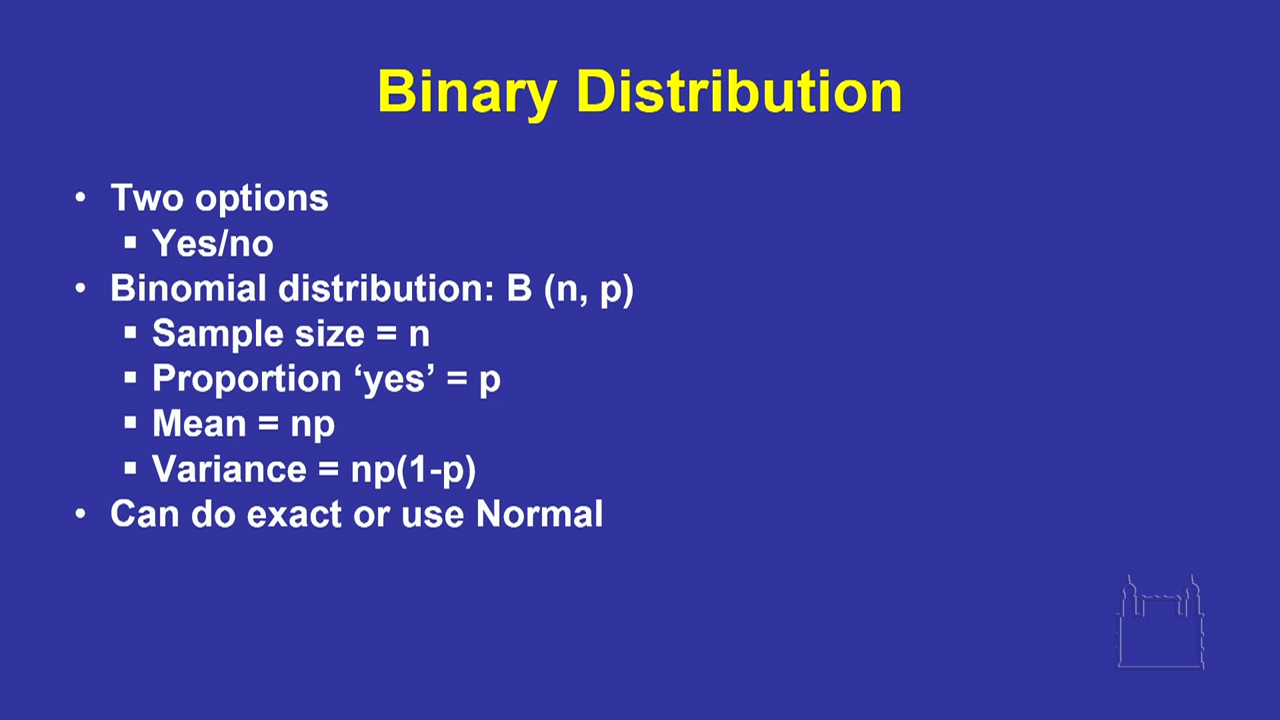 Binary Distribution
• Two options
▪ Yes/no
• Binomial distribution: B (n, p)
▪ Sample size = n
▪ Proportion ‘yes’ = p
▪ Mean = np
▪ Variance = np(1-p)
• Can do exact or use Normal